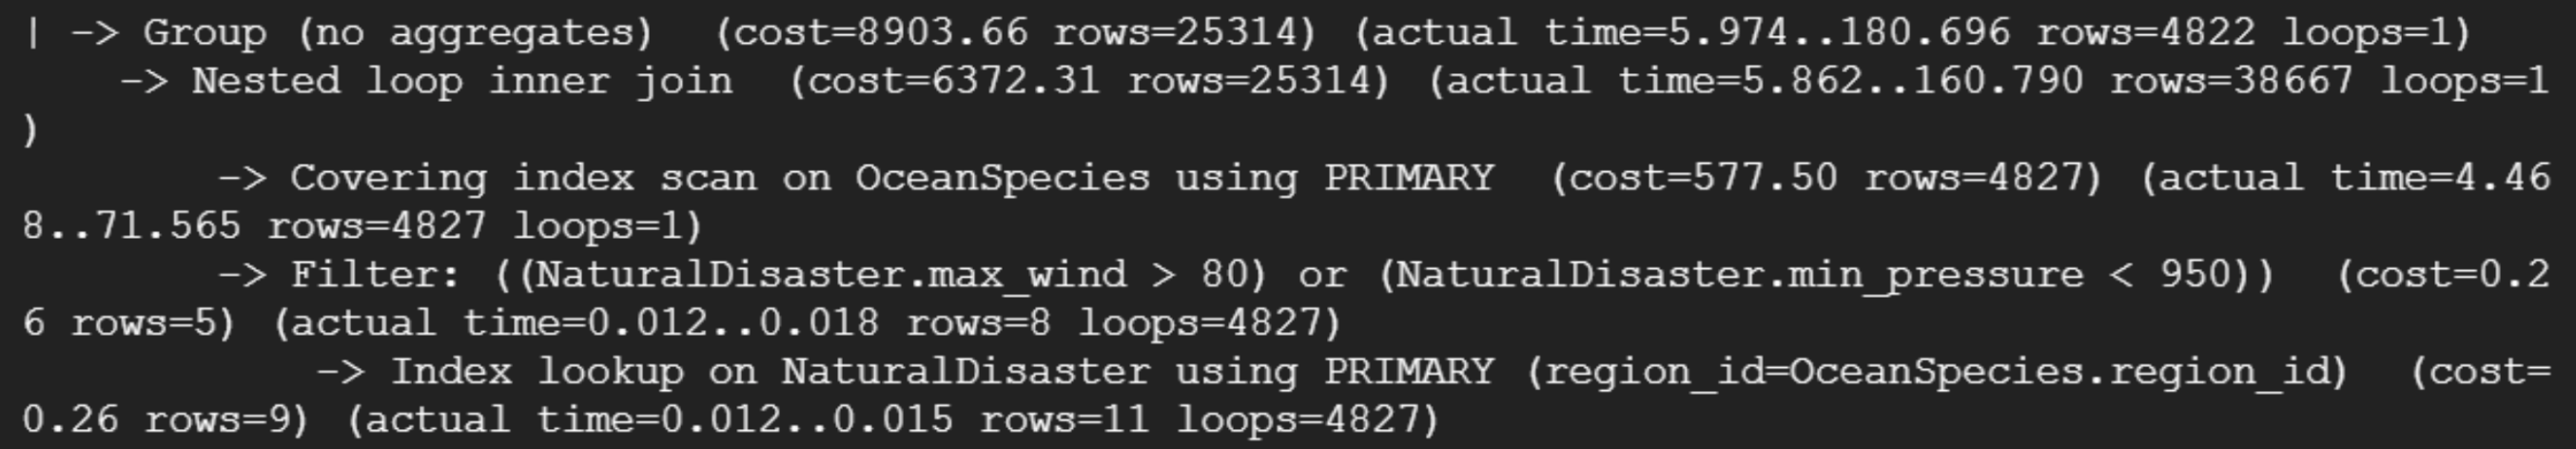 | -> Group (no aggregates)  (cost=8903.66 rows=25314) (actual time=5.974..180.696 rows=4822 loops=1)
    -> Nested loop inner join  (cost=6372.31 rows=25314) (actual time=5.862..160.790 rows=38667 loops=1
)
        -> Covering index scan on OceanSpecies using PRIMARY  (cost=577.50 rows=4827) (actual time=4.46
8..71.565 rows=4827 loops=1)
        -> Filter: ((NaturalDisaster.max_wind > 80) or (NaturalDisaster.min_pressure < 950))  (cost=0.2
6 rows=5) (actual time=0.012..0.018 rows=8 loops=4827)
            -> Index lookup on NaturalDisaster using PRIMARY (region_id=OceanSpecies.region_id)  (cost=
0.26 rows=9) (actual time=0.012..0.015 rows=11 loops=4827)